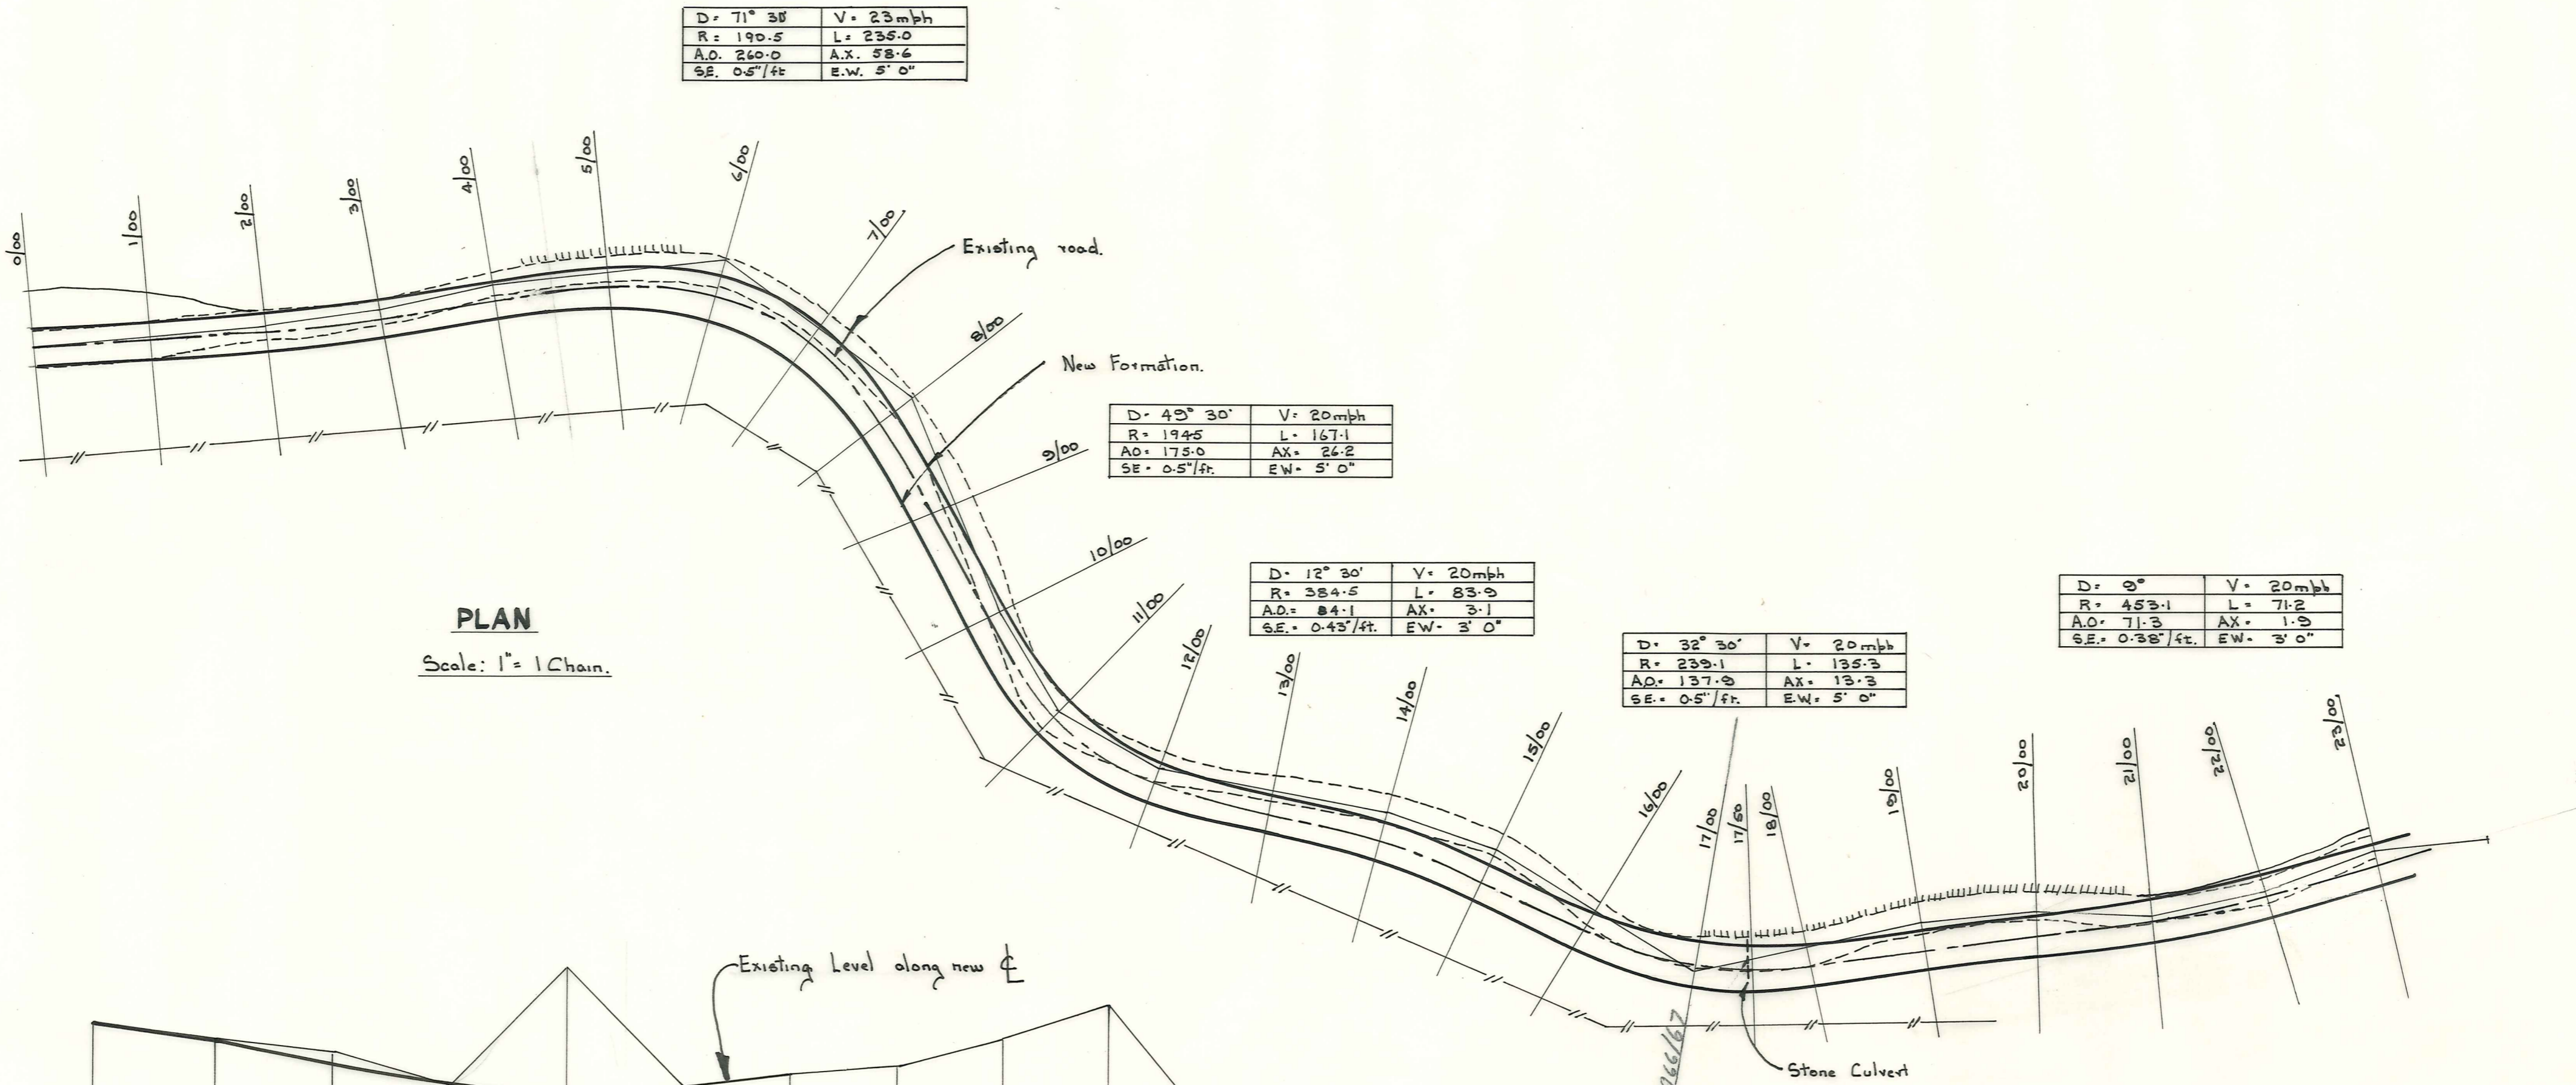 D= 71° 30' V= 23mph
R= 190.5 L= 235.0
A.O. 260.0 A.X. 58.6
S.E. 0.5"/ft E.W. 5' 0"
0/00
1/00
2/00
3/00
4/00
5/00
6/00
7/00
Existing road.
8/00
New Formation.
D- 49° 30' V= 20mph
R= 1945 L- 167.1
AO= 175.0 AX= 26.2
SE= 0.5"/ft. EW= 5' 0"
9/00
10/00
11/00
D- 12° 30' V= 20mph
R= 384.5 L- 83.9
A.O.= 84.1 AX= 3.1
S.E.= 0.43"/ft. EW- 3' 0"
D= 9° V= 20mph
R= 453.1 L= 71.2
A.O= 71.3 AX= 1.9
S.E.= 0.38"/ft. EW= 3' 0"
PLAN
Scale: 1"= 1 Chain.
12/00
13/00
14/00
D- 32° 30' V= 20mph
R= 239.1 L- 135.3
A.O.= 137.9 AX= 13.3
SE.= 0.5"/ft. E.W= 5' 0"
15/00
16/00
17/00
17/50
18/00
19/00
20/00
21/00
22/00
23/00
Existing Level along new ℄
Stone Culvert